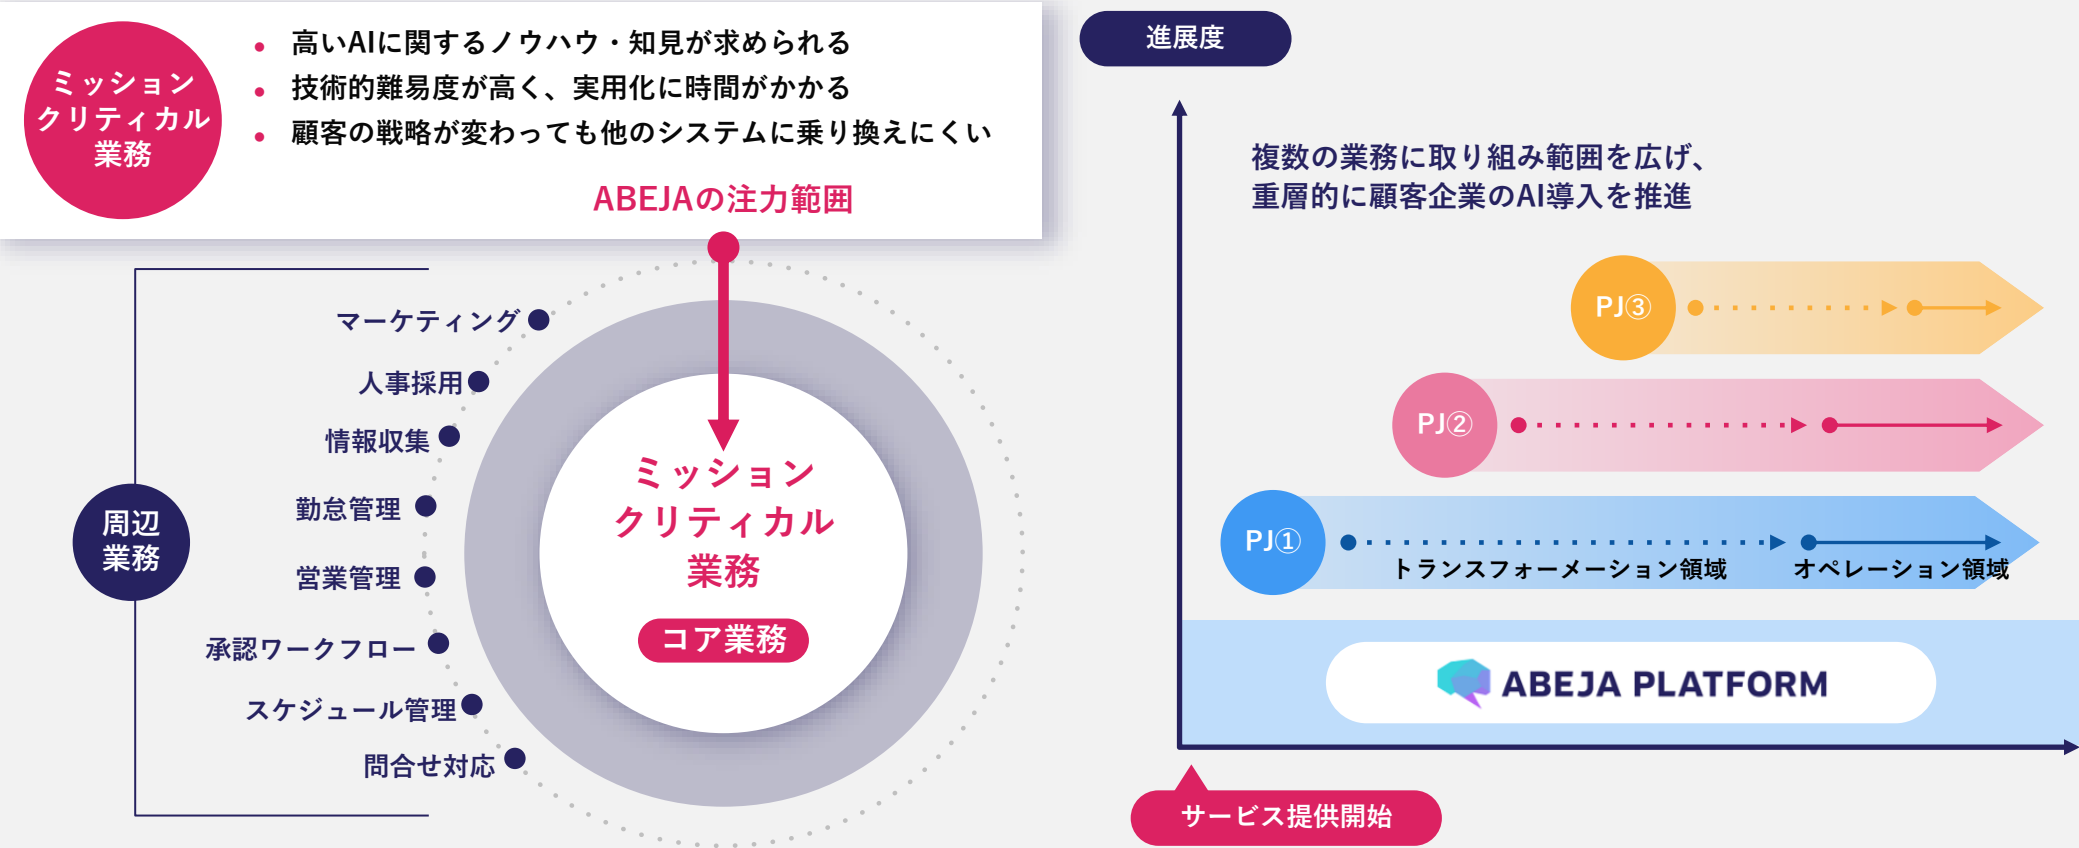 ミッション
クリティカル
業務
高いAIに関するノウハウ・知見が求められる
技術的難易度が高く、実用化に時間がかかる
顧客の戦略が変わっても他のシステムに乗り換えにくい
ABEJAの注力範囲
周辺
業務
マーケティング
人事採用
情報収集
勤怠管理
営業管理
承認ワークフロー
スケジュール管理
問合せ対応
ミッション
クリティカル
業務
コア業務
進展度
複数の業務に取り組み範囲を広げ、
重層的に顧客企業のAI導入を推進
PJ③
PJ②
PJ①
トランスフォーメーション領域
オペレーション領域
ABEJA PLATFORM
サービス提供開始